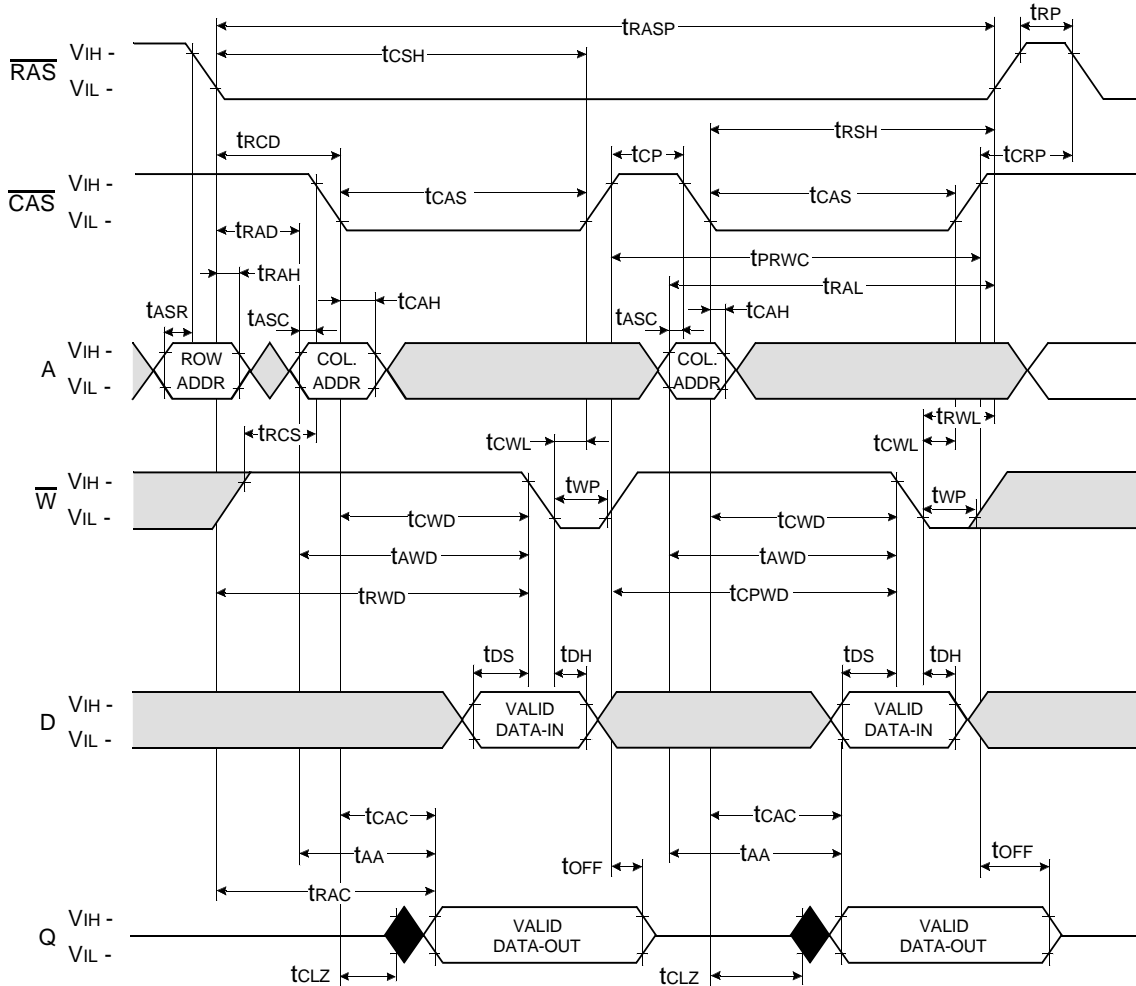 tRASP
tRP
tCSH
RAS
VIH -
VIL -
tRCD
tRSH
tCP
tCRP
CAS
VIH -
VIL -
tCAS
tCAS
tRAD
tPRWC
tRAH
tRAL
tASR
tCAH
tASC
tASC
tCAH
A
VIH -
VIL -
ROW
ADDR
COL.
ADDR
COL.
ADDR
tRCS
tRWL
tCWL
tCWL
W
VIH -
VIL -
tWP
tWP
tCWD
tCWD
tAWD
tAWD
tRWD
tCPWD
tDS
tDH
tDS
tDH
D
VIH -
VIL -
VALID
DATA-IN
VALID
DATA-IN
tCAC
tCAC
tAA
tOFF
tAA
tOFF
tRAC
Q
VIH -
VIL -
VALID
DATA-OUT
VALID
DATA-OUT
tCLZ
tCLZ